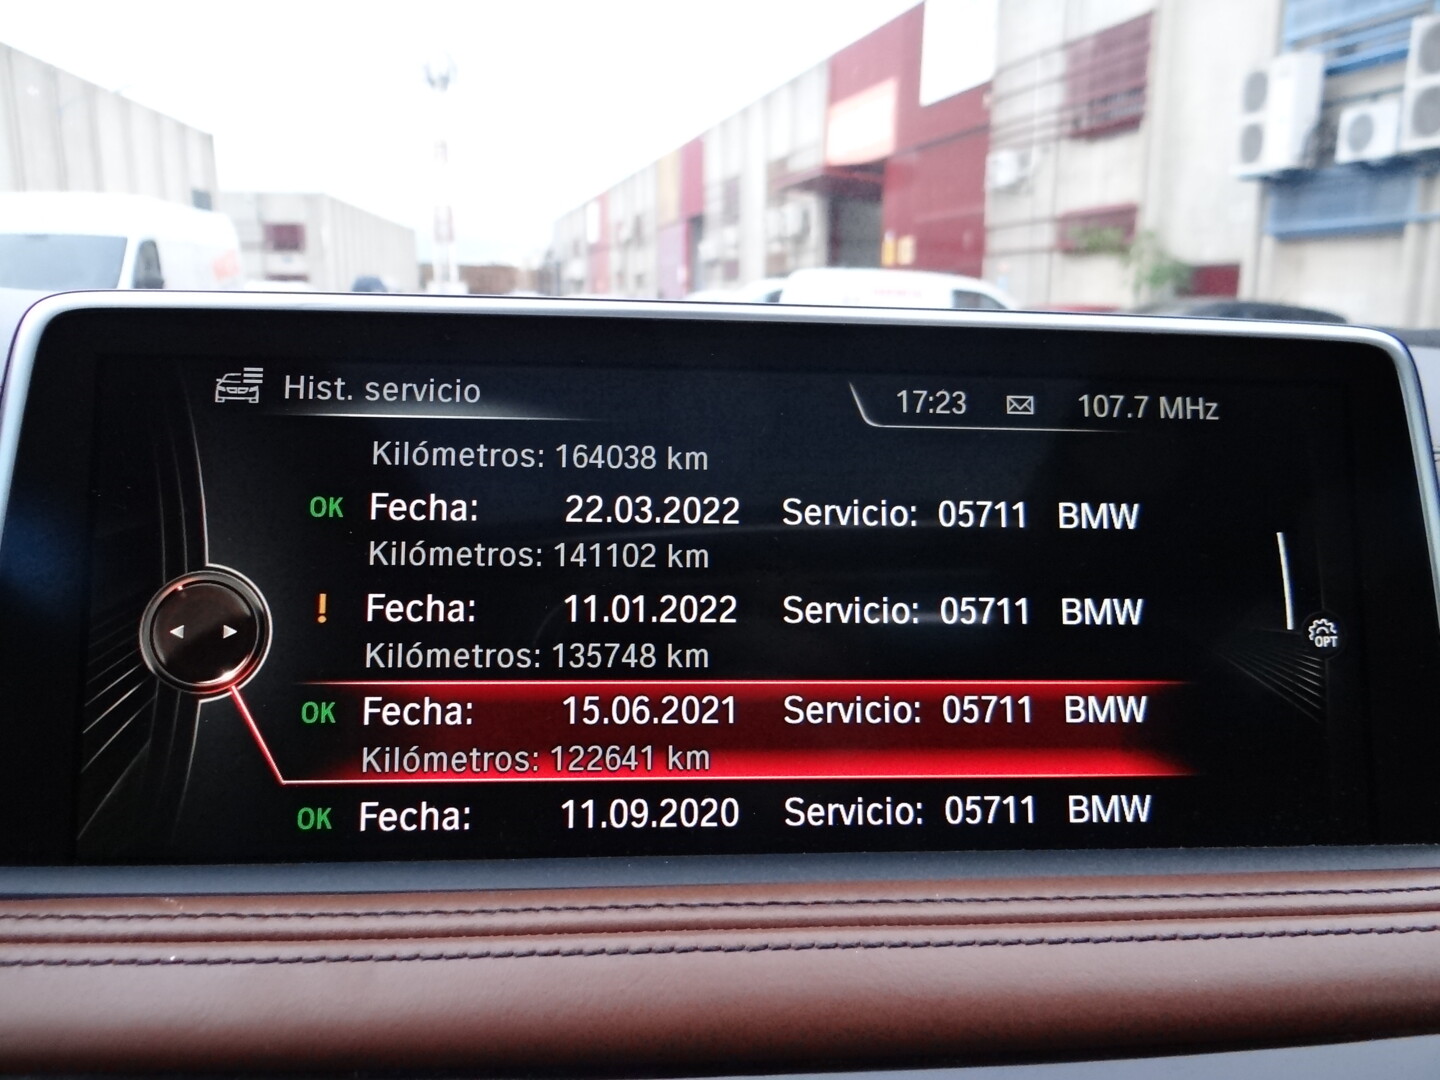 Hist. servicio
17:23 107.7 MHz
Kilómetros: 164038 km
OK Fecha: 22.03.2022 Servicio: 05711 BMW
Kilómetros: 141102 km
! Fecha: 11.01.2022 Servicio: 05711 BMW
Kilómetros: 135748 km
OK Fecha: 15.06.2021 Servicio: 05711 BMW
Kilómetros: 122641 km
OPT
OK Fecha: 11.09.2020 Servicio: 05711 BMW